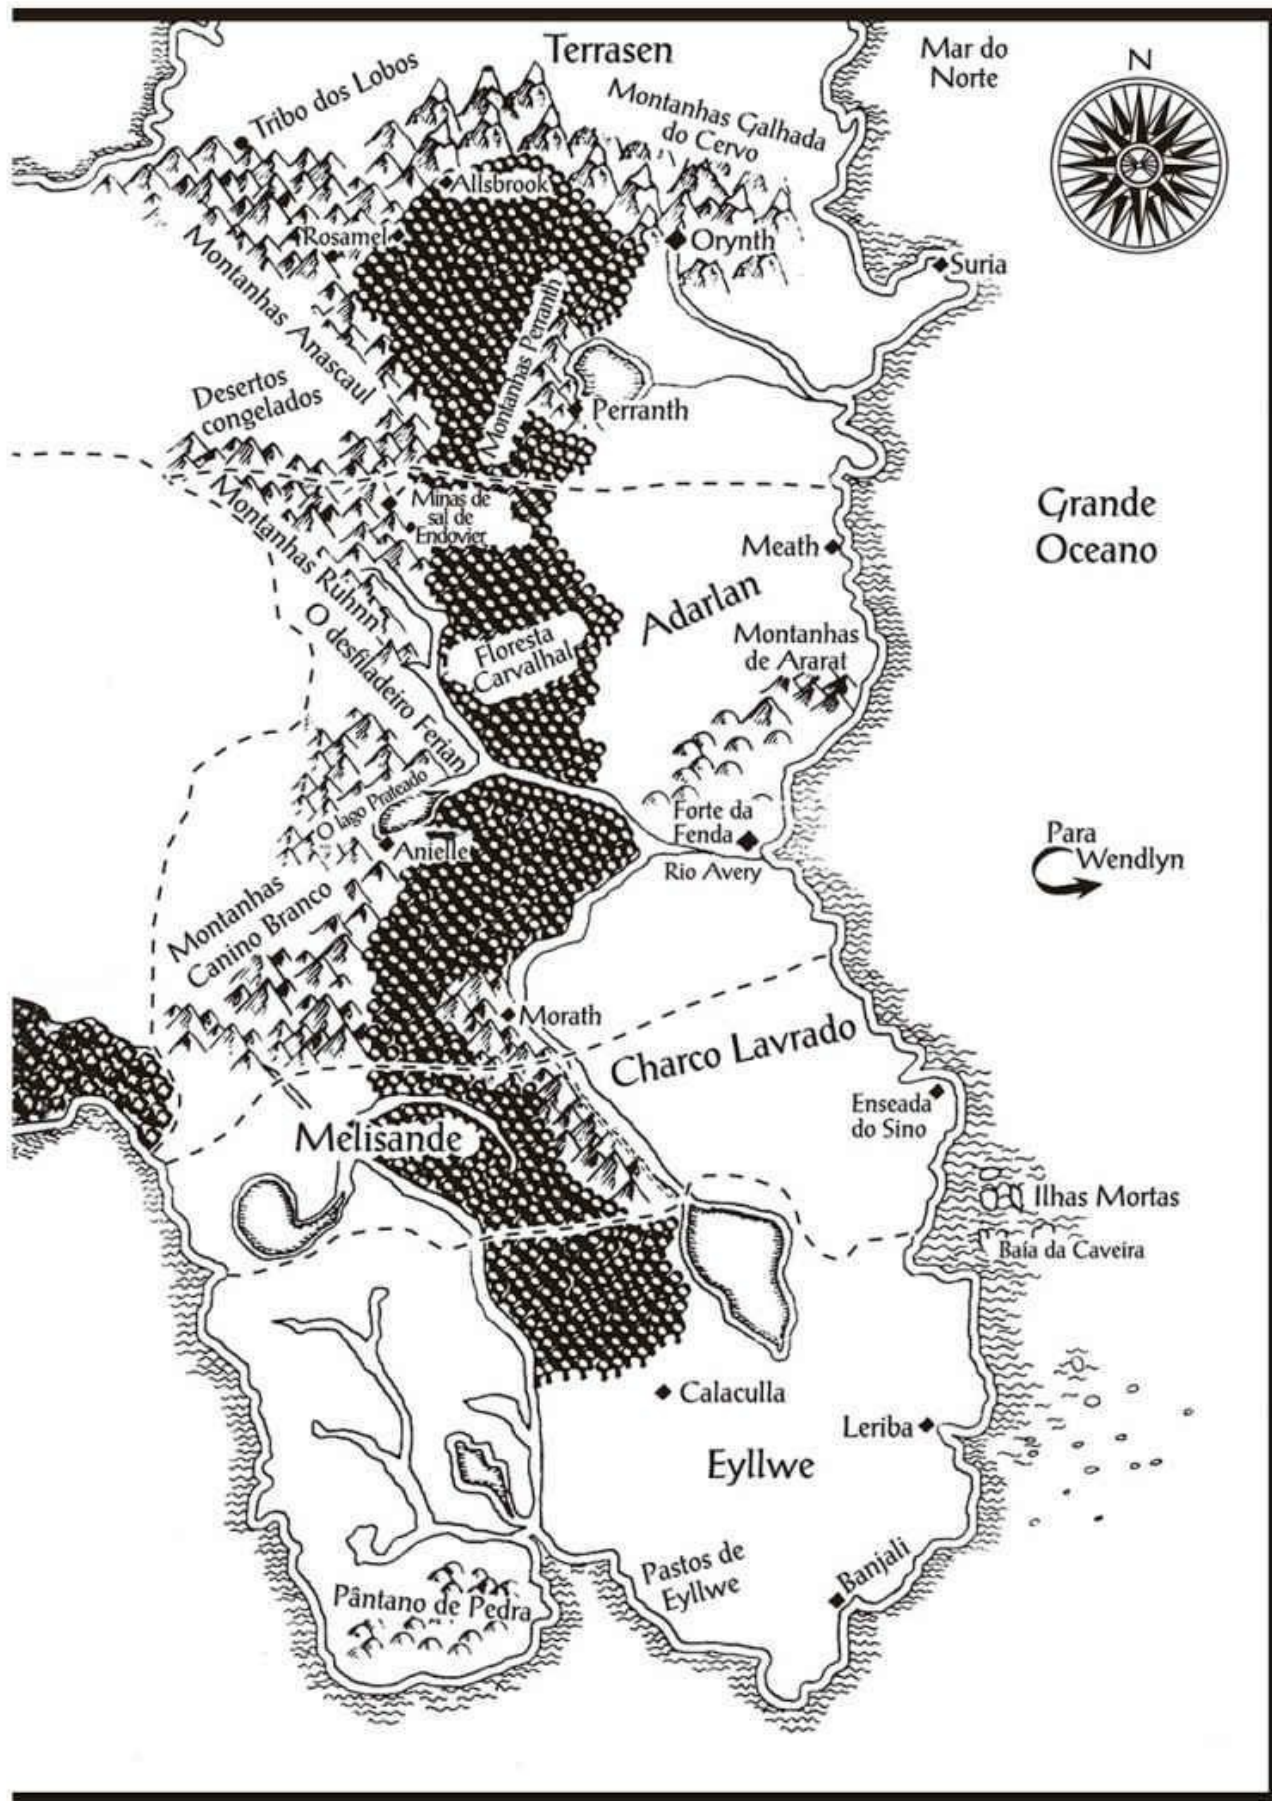 Terrasen
Mar do
Norte
N
Tribo dos Lobos
Montanhas Galhada
do Cervo
Allsbrook
Rosamel
Orynth
Suria
Montanhas Anascaul
Montanhas Perranth
Desertos
congelados
Perranth
Minas de
sal de
Endovier
Grande
Oceano
Montanhas Ruhnn
Meath
Adarlan
O desfiladeiro Ferian
Floresta
Carvalhal
Montanhas
de Ararat
O lago Prateado
Forte da
Fenda
Anielle
Rio Avery
Para
Wendlyn
Montanhas
Canino Branco
Morath
Charco Lavrado
Enseada
do Sino
Melisande
Ilhas Mortas
Baía da Caveira
Calaculla
Leriba
Eyllwe
Pastos de
Eyllwe
Banjali
Pântano de Pedra